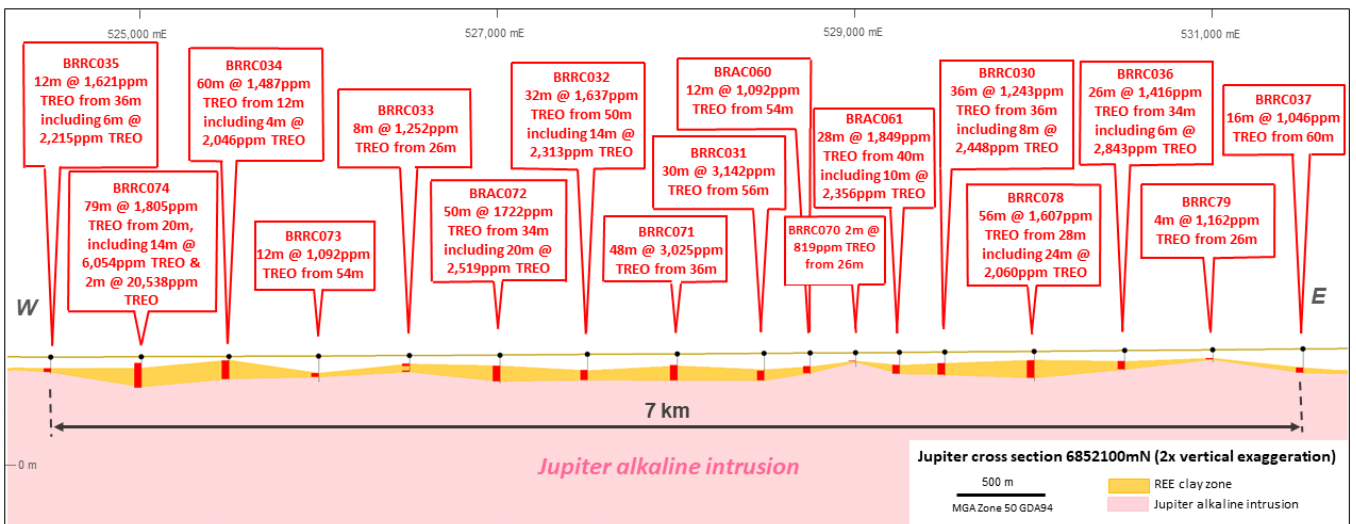 525,000 mE
527,000 mE
529,000 mE
531,000 mE
BRRC035
12m @ 1,621ppm
TREO from 36m
including 6m @
2,215ppm TREO
BRRC034
60m @ 1,487ppm
TREO from 12m
including 4m @
2,046ppm TREO
BRRC033
8m @ 1,252ppm
TREO from 26m
BRRC032
32m @ 1,637ppm
TREO from 50m
including 14m @
2,313ppm TREO
BRAC060
12m @ 1,092ppm
TREO from 54m
BRAC061
28m @ 1,849ppm
TREO from 40m
including 10m @
2,356ppm TREO
BRRC030
36m @ 1,243ppm
TREO from 36m
including 8m @
2,448ppm TREO
BRRC036
26m @ 1,416ppm
TREO from 34m
including 6m @
2,843ppm TREO
BRRC037
16m @ 1,046ppm
TREO from 60m
BRRC074
79m @ 1,805ppm
TREO from 20m,
including 14m @
6,054ppm TREO &
2m @ 20,538ppm
TREO
BRRC073
12m @ 1,092ppm
TREO from 54m
BRAC072
50m @ 1722ppm
TREO from 34m
including 20m @
2,519ppm TREO
BRRC071
48m @ 3,025ppm
TREO from 36m
BRRC031
30m @ 3,142ppm
TREO from 56m
BRRC070 2m @
819ppm TREO
from 26m
BRRC078
56m @ 1,607ppm
TREO from 28m
including 24m @
2,060ppm TREO
BRRC79
4m @ 1,162ppm
TREO from 26m
W
E
7 km
0 m
Jupiter alkaline intrusion
Jupiter cross section 6852100mN (2x vertical exaggeration)
500 m
MGA Zone 50 GDA94
REE clay zone
Jupiter alkaline intrusion